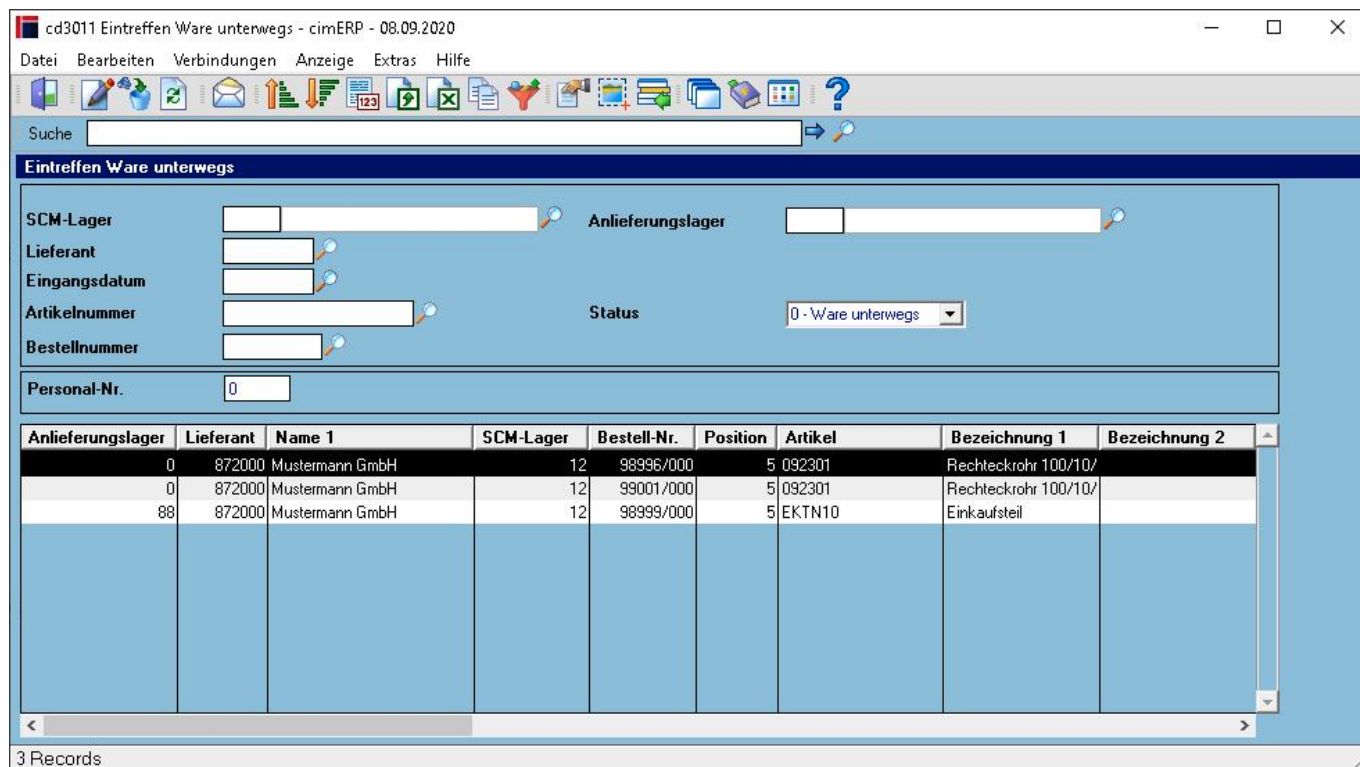 cd3011 Eintreffen Ware unterwegs - cimERP - 08.09.2020
Datei Bearbeiten Verbindungen Anzeige Extras Hilfe
123
Suche
Eintreffen Ware unterwegs
SCM-Lager Anlieferungslager
Lieferant
Eingangsdatum
Artikelnummer Status 0 - Ware unterwegs
Bestellnummer
Personal-Nr. 0
Anlieferungslager Lieferant Name 1 SCM-Lager Bestell-Nr. Position Artikel Bezeichnung 1 Bezeichnung 2
0 872000 Mustermann GmbH 12 98996/000 5 092301 Rechteckrohr 100/10/
0 872000 Mustermann GmbH 12 99001/000 5 092301 Rechteckrohr 100/10/
88 872000 Mustermann GmbH 12 98999/000 5 EKTN10 Einkaufsteil
3 Records